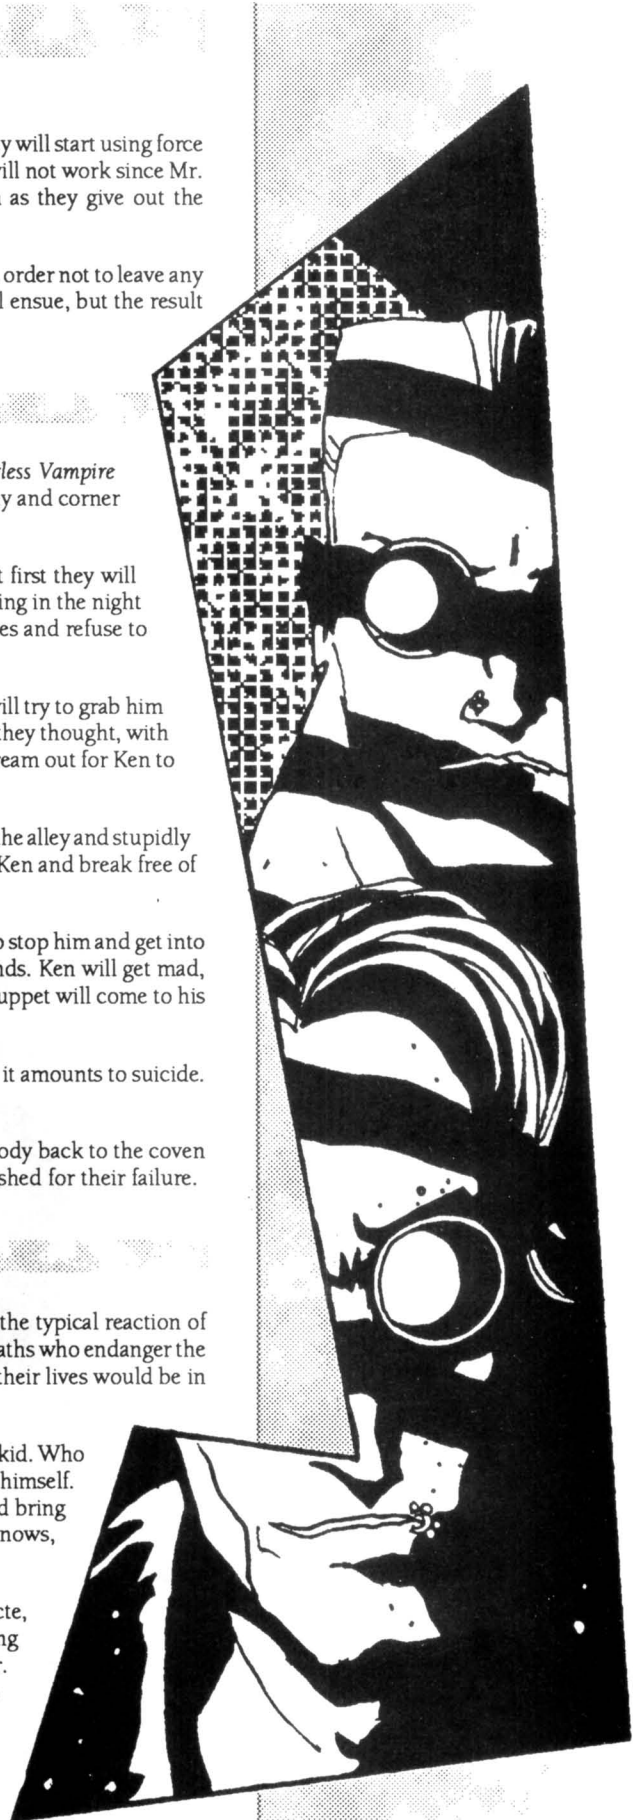 y will start using force
ill not work since Mr.
as they give out the
order not to leave any
l ensue, but the result
less Vampire
y and corner
t first they will
ing in the night
es and refuse to
ill try to grab him
they thought, with
ream out for Ken to
he alley and stupidly
Ken and break free of
o stop him and get into
nds. Ken will get mad,
uppet will come to his
it amounts to suicide.
ody back to the coven
shed for their failure.
the typical reaction of
aths who endanger the
their lives would be in
kid. Who
himself.
d bring
nows,
cte,
ng
r.